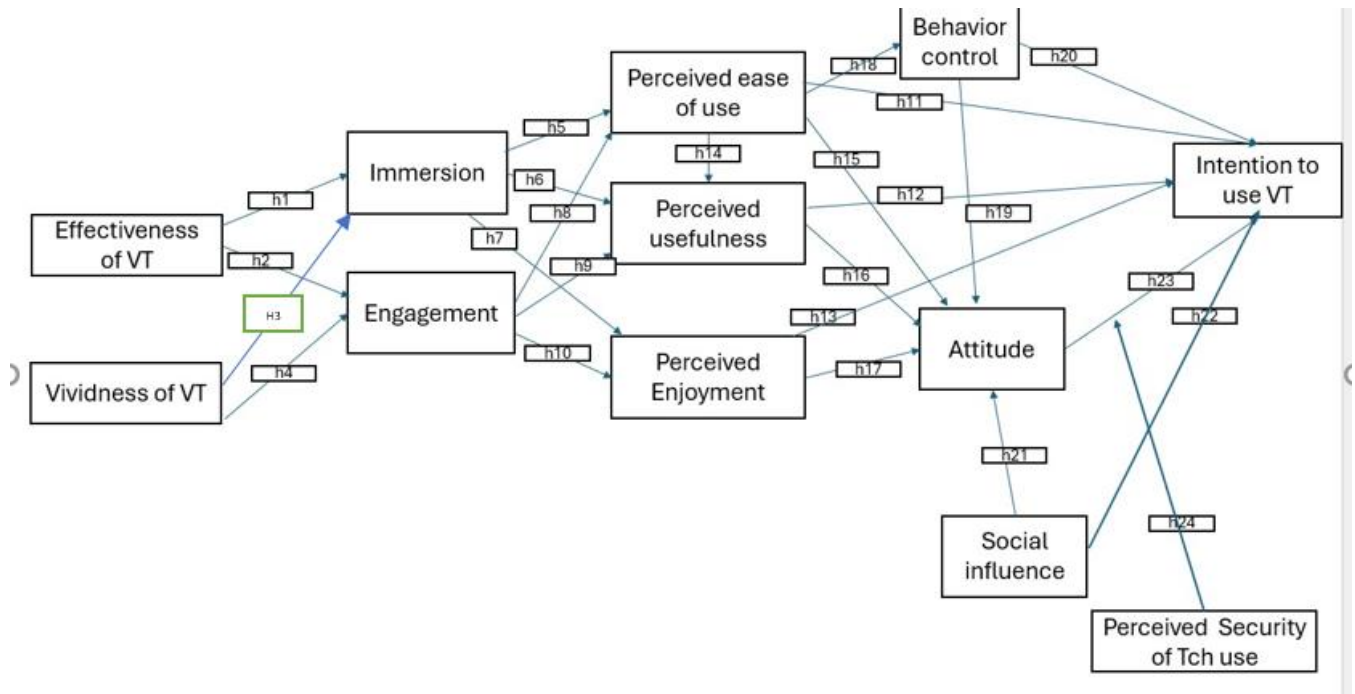 Behavior
control
h20
h18
Perceived ease
of use
h11
h5
h14
h15
Immersion
h6
Intention to
use VT
h1
h12
h8
Perceived
usefulness
h19
Effectiveness
of VT
h7
h2
h9
h16
h23
Engagement
H3
h13
h22
h10
Attitude
Perceived
Enjoyment
h17
h4
Vividness of VT
h21
h24
Social
influence
Perceived Security
of Tch use